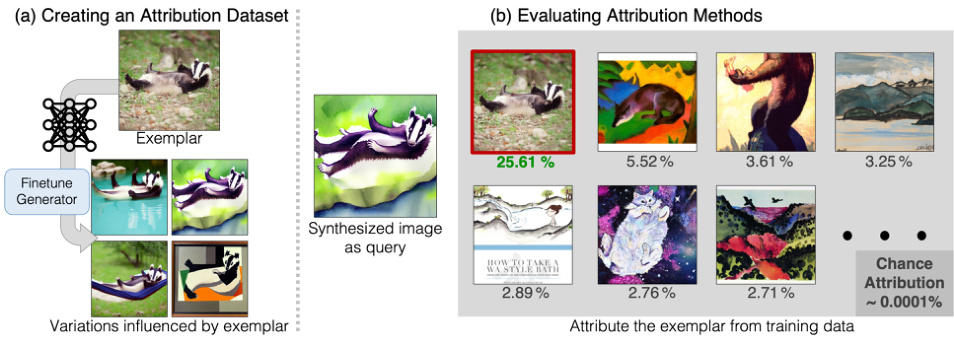 (a) Creating an Attribution Dataset
Exemplar
Finetune
Generator
Variations influenced by exemplar
Synthesized image
as query
(b) Evaluating Attribution Methods
25.61 %
5.52 %
3.61 %
3.25 %
HOW TO TAKE A
WA STYLE BATH
2.89 %
2.76 %
2.71 %
Chance
Attribution
~ 0.0001%
Attribute the exemplar from training data